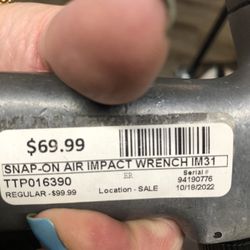 $69.99
SNAP-ON AIR IMPACT WRENCH IM31
TTP016390
ER
Serial #
94190776
REGULAR -$99.99
Location - SALE
10/18/2022